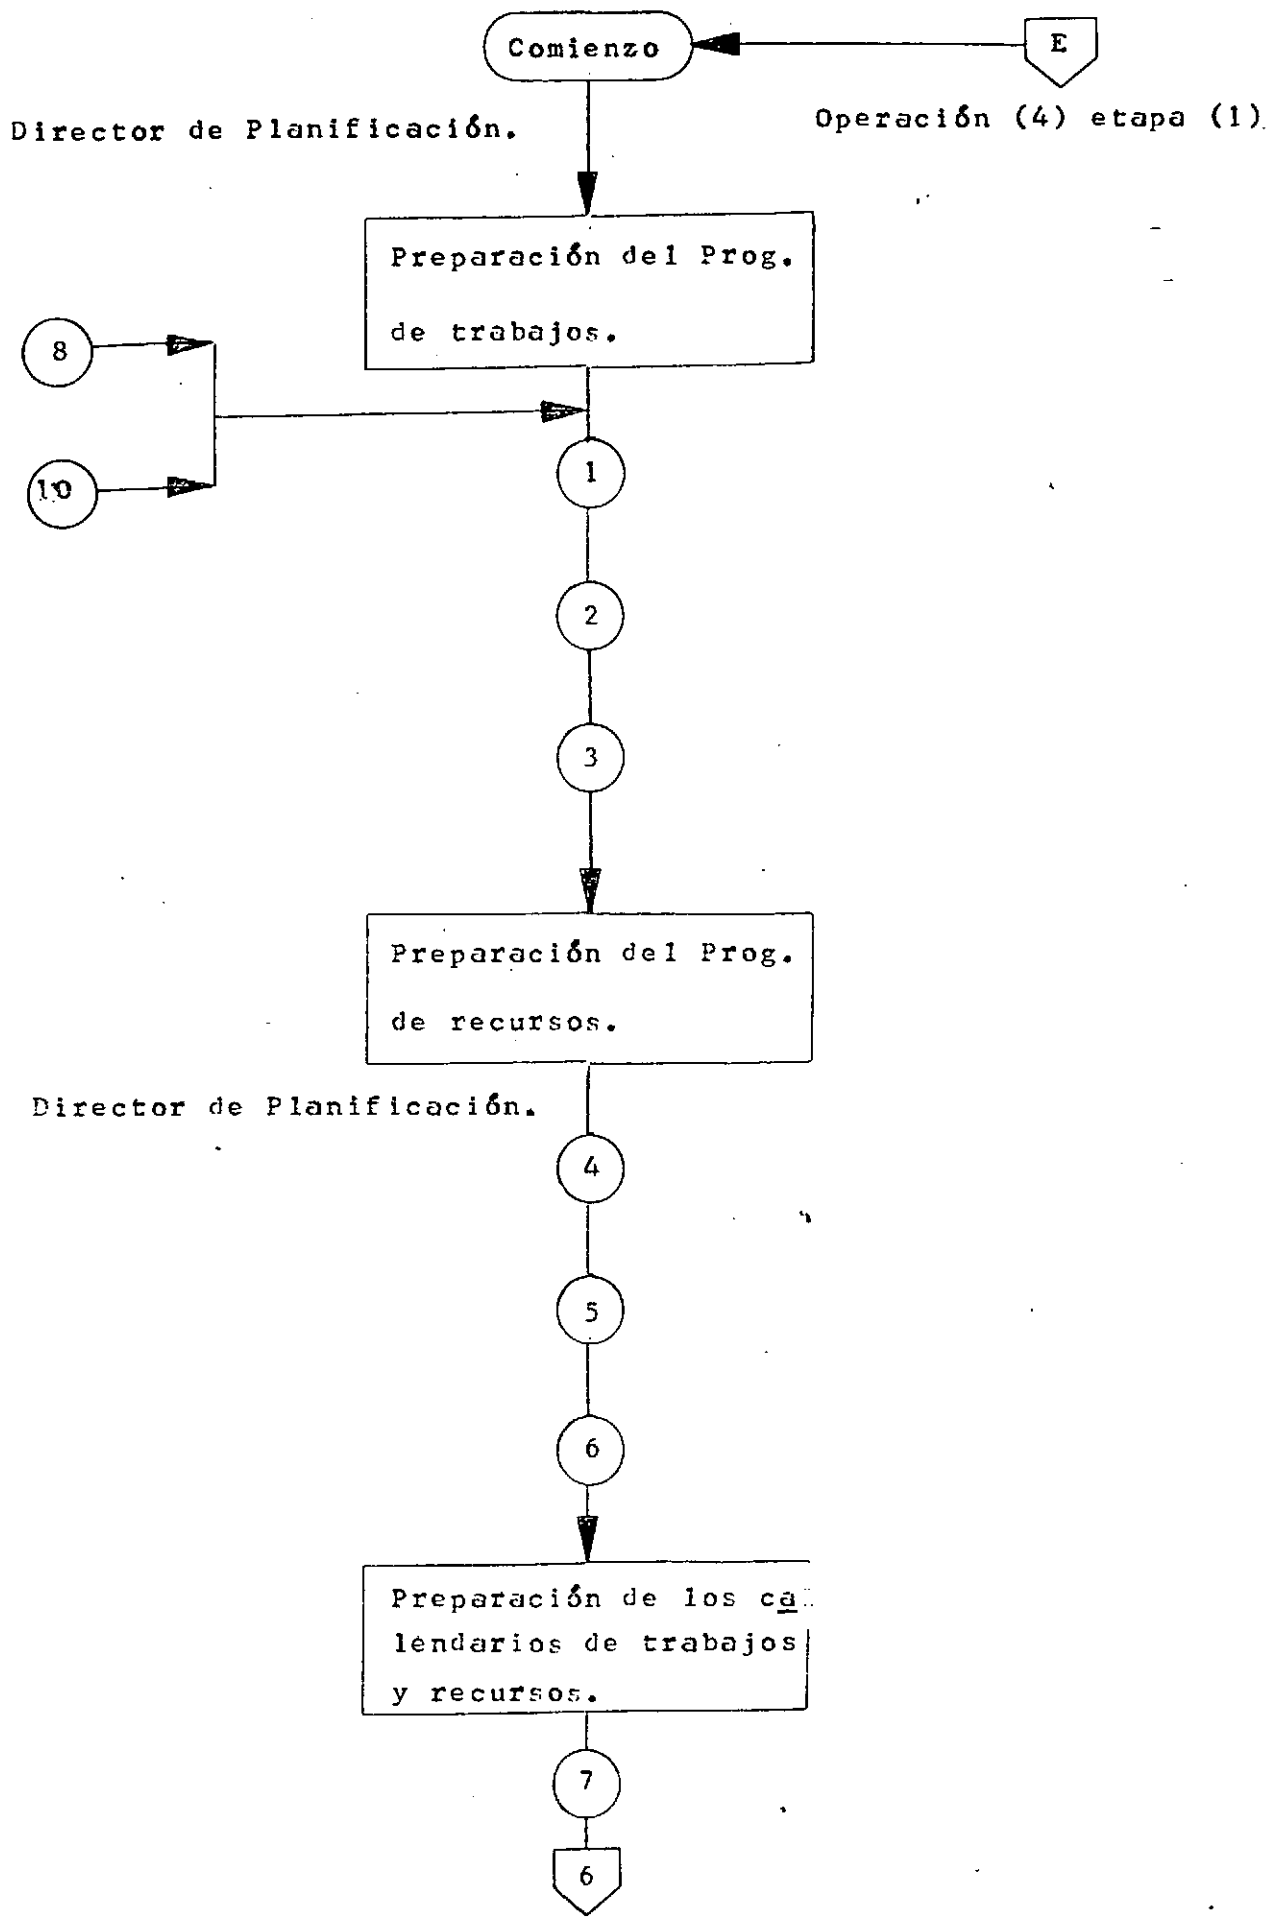 Comienzo
E
Director de Planificación.
Operación (4) etapa (1)
Preparación del Prog.
de trabajos.
8
10
1
2
3
Preparación del Prog.
de recursos.
Director de Planificación.
4
5
6
Preparación de los ca
lendarios de trabajos
y recursos.
7
6